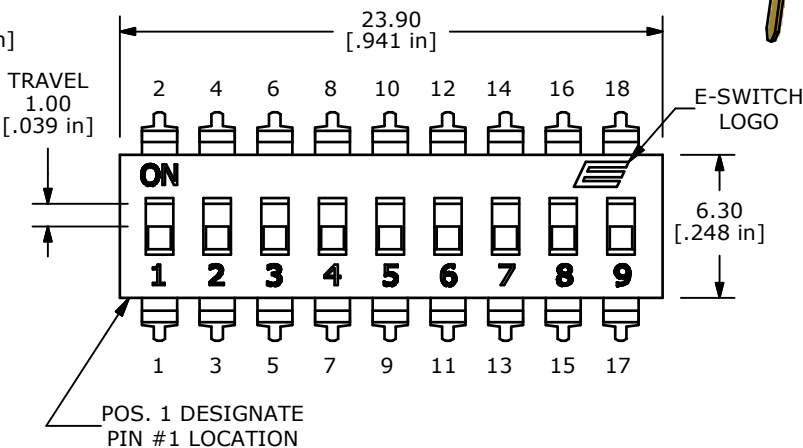 n]
23.90
[.941 in]
TRAVEL
1.00
[.039 in]
2 4 6 8 10 12 14 16 18
E-SWITCH
LOGO
ON
6.30
[.248 in]
1 2 3 4 5 6 7 8 9
1 3 5 7 9 11 13 15 17
POS. 1 DESIGNATE
PIN #1 LOCATION